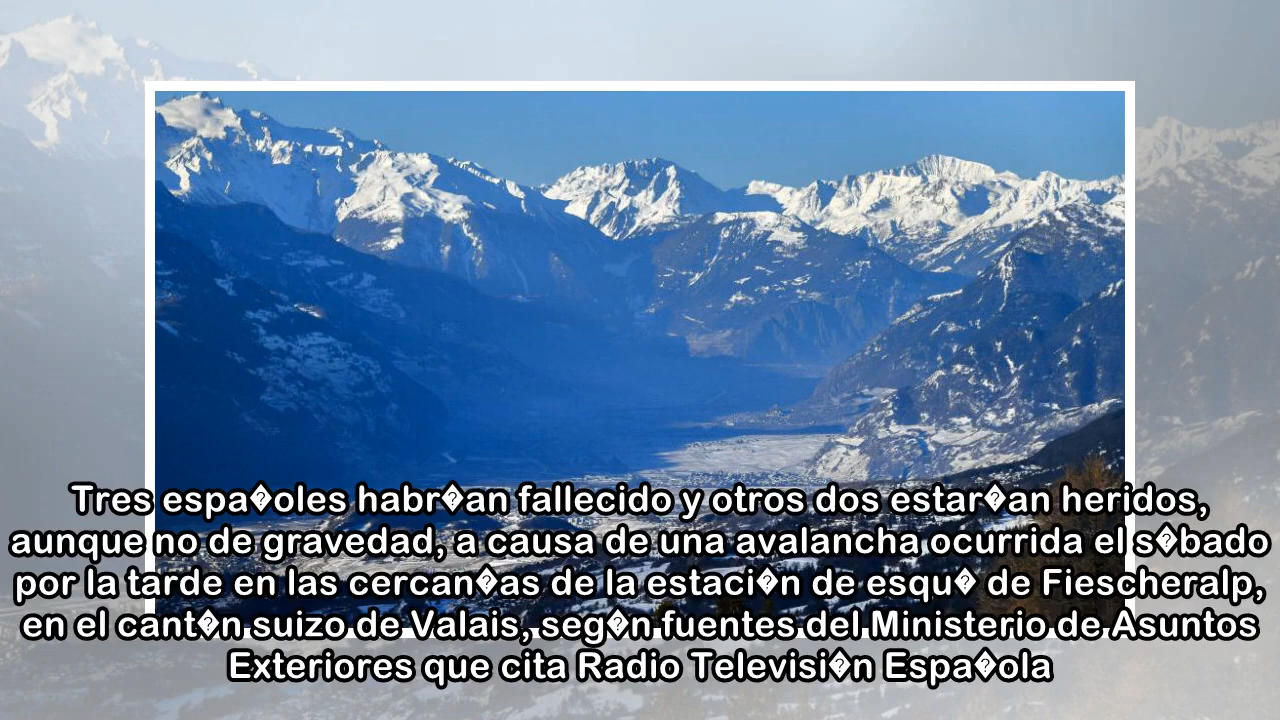 Tres espa�oles habr�an fallecido y otros dos estar�an heridos,
aunque no de gravedad, a causa de una avalancha ocurrida el s�bado
por la tarde en las cercan�as de la estaci�n de esqu� de Fiescheralp,
en el cant�n suizo de Valais, seg�n fuentes del Ministerio de Asuntos
Exteriores que cita Radio Televisi�n Espa�ola